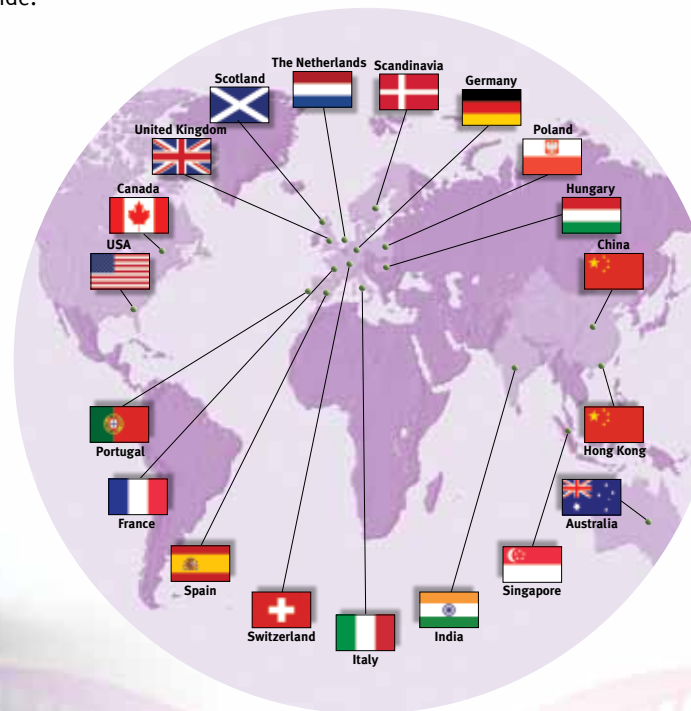 The Netherlands
Scandinavia
Scotland
Germany
United Kingdom
Poland
Canada
Hungary
USA
China
Portugal
Hong Kong
France
Australia
Spain
Singapore
Switzerland
India
Italy